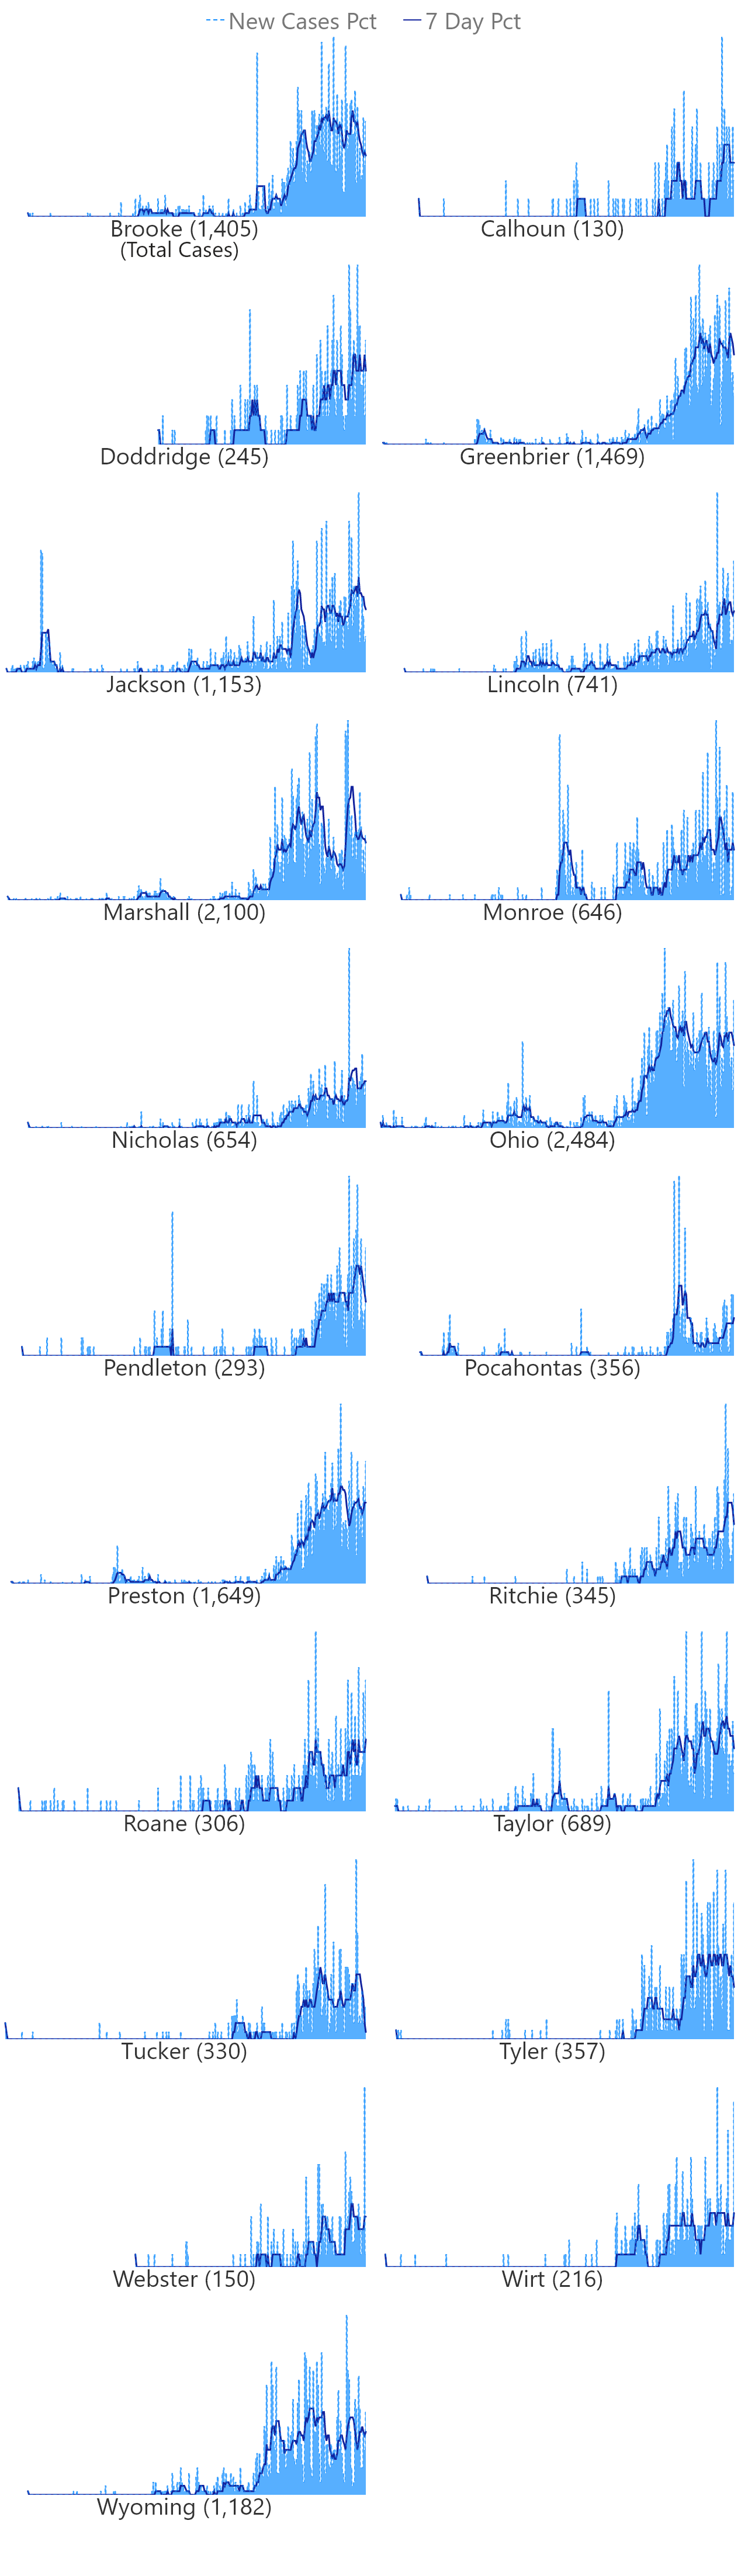 New Cases Pct 7 Day Pct
Brooke (1,405) Calhoun (130)
(Total Cases)
Doddridge (245) Greenbrier (1,469)
Jackson (1,153) Lincoln (741)
Marshall (2,100) Monroe (646)
Nicholas (654) Ohio (2,484)
Pendleton (293) Pocahontas (356)
Preston (1,649) Ritchie (345)
Roane (306) Taylor (689)
Tucker (330) Tyler (357)
Webster (150) Wirt (216)
Wyoming (1,182)